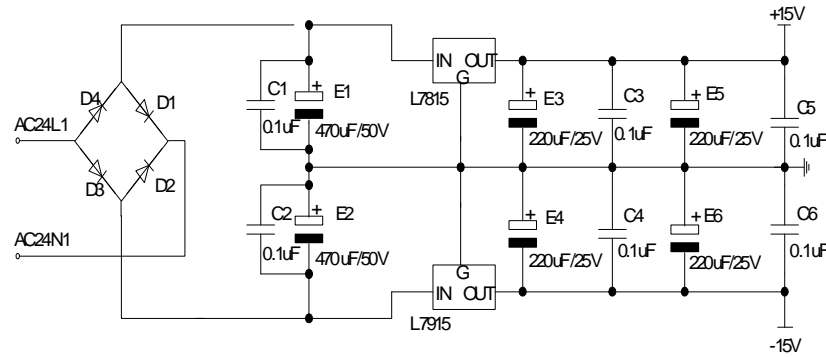 +15V
IN OUT
G
L7815
C1
0.1uF
+
E1
470uF/50V
D4
D1
AC24L1
D3
D2
AC24N1
+
E3
220uF/25V
C3
0.1uF
+
E5
220uF/25V
C5
0.1uF
C2
0.1uF
+
E2
470uF/50V
+
E4
220uF/25V
C4
0.1uF
+
E6
220uF/25V
C6
0.1uF
G
IN OUT
L7915
-15V